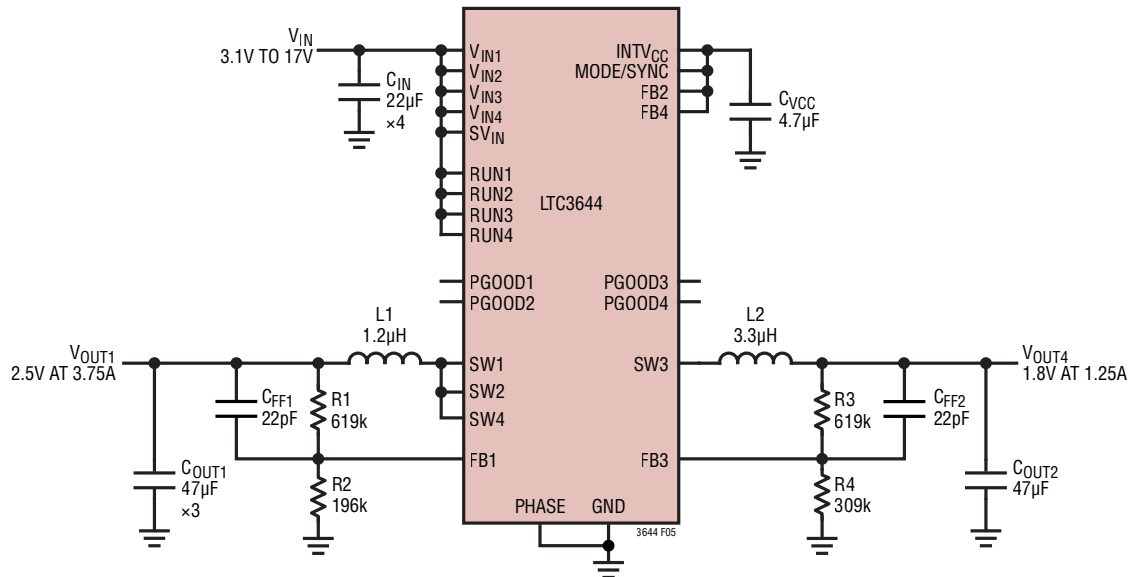 VIN
3.1V TO 17V
CIN
22µF
×4
VIN1
VIN2
VIN3
VIN4
SVIN
RUN1
RUN2
RUN3
RUN4
PGOOD1
PGOOD2
SW1
SW2
SW4
FB1
LTC3644
PHASE
GND
INTVCC
MODE/SYNC
FB2
FB4
PGOOD3
PGOOD4
SW3
FB3
CVCC
4.7µF
L1
1.2µH
VOUT1
2.5V AT 3.75A
CFF1
22pF
R1
619k
COUT1
47µF
×3
R2
196k
L2
3.3µH
VOUT4
1.8V AT 1.25A
R3
619k
CFF2
22pF
R4
309k
COUT2
47µF
3644 F05